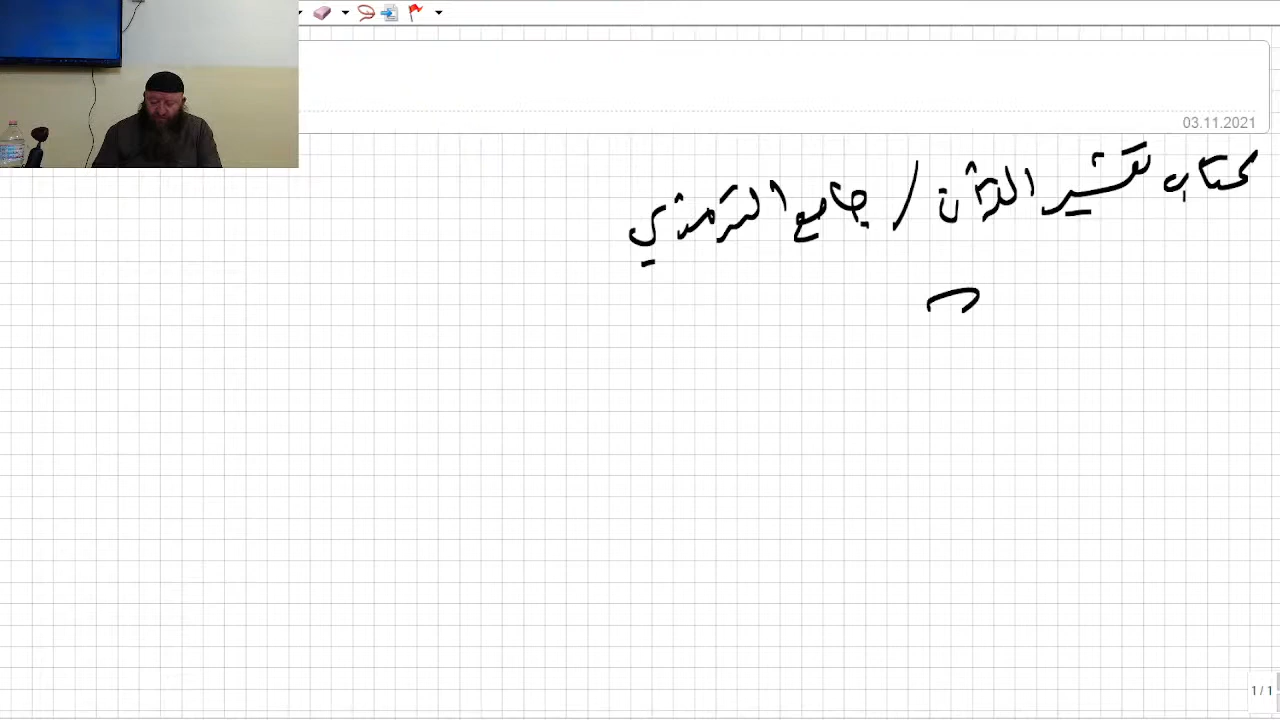 03.11.2021
كتاب تفسير القرآن / جامع الترمذي
1 / 1